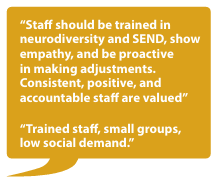 “Staff should be trained in
neurodiversity and SEND, show
empathy, and be proactive
in making adjustments.
Consistent, positive, and
accountable staff are valued”
“Trained staff, small groups,
low social demand.”